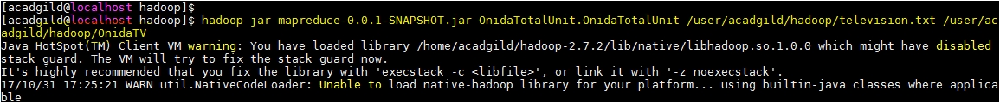 [acadgild@localhost hadoop]$
[acadgild@localhost hadoop]$ hadoop jar mapreduce-0.0.1-SNAPSHOT.jar OnidaTotalUnit.OnidaTotalUnit /user/acadgild/hadoop/television.txt /user/ac
adgild/hadoop/OnidaTV
Java HotSpot(TM) Client VM warning: You have loaded library /home/acadgild/hadoop-2.7.2/lib/native/libhadoop.so.1.0.0 which might have disabled
stack guard. The VM will try to fix the stack guard now.
It's highly recommended that you fix the library with 'execstack -c <libfile>', or link it with '-z noexecstack'.
17/10/31 17:25:21 WARN util.NativeCodeLoader: Unable to load native-hadoop library for your platform... using builtin-java classes where applica
ble